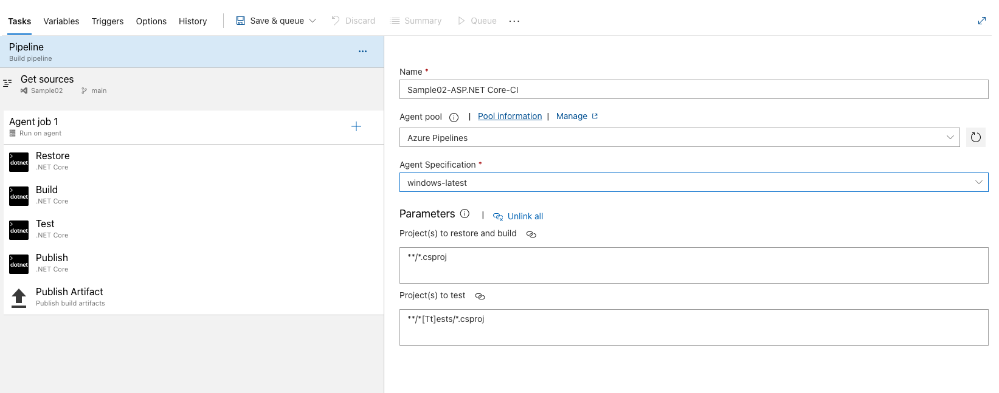 Tasks Variables Triggers Options History Save & queue Discard Summary Queue ...
Pipeline
Build pipeline
Get sources
Sample02 main
Agent job 1
Run on agent
dotnet
Restore
.NET Core
dotnet
Build
.NET Core
dotnet
Test
.NET Core
dotnet
Publish
.NET Core
Publish Artifact
Publish build artifacts
Name *
Sample02-ASP.NET Core-CI
Agent pool | Pool information | Manage
Azure Pipelines
Agent Specification *
windows-latest
Parameters | Unlink all
Project(s) to restore and build
**/*.csproj
Project(s) to test
**/*[Tt]ests/*.csproj